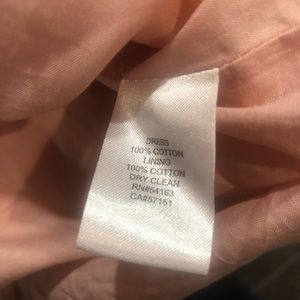 DRESS
100% COTTON
LINING
100% COTTON
DRY CLEAN
RN#54163
CA#57151